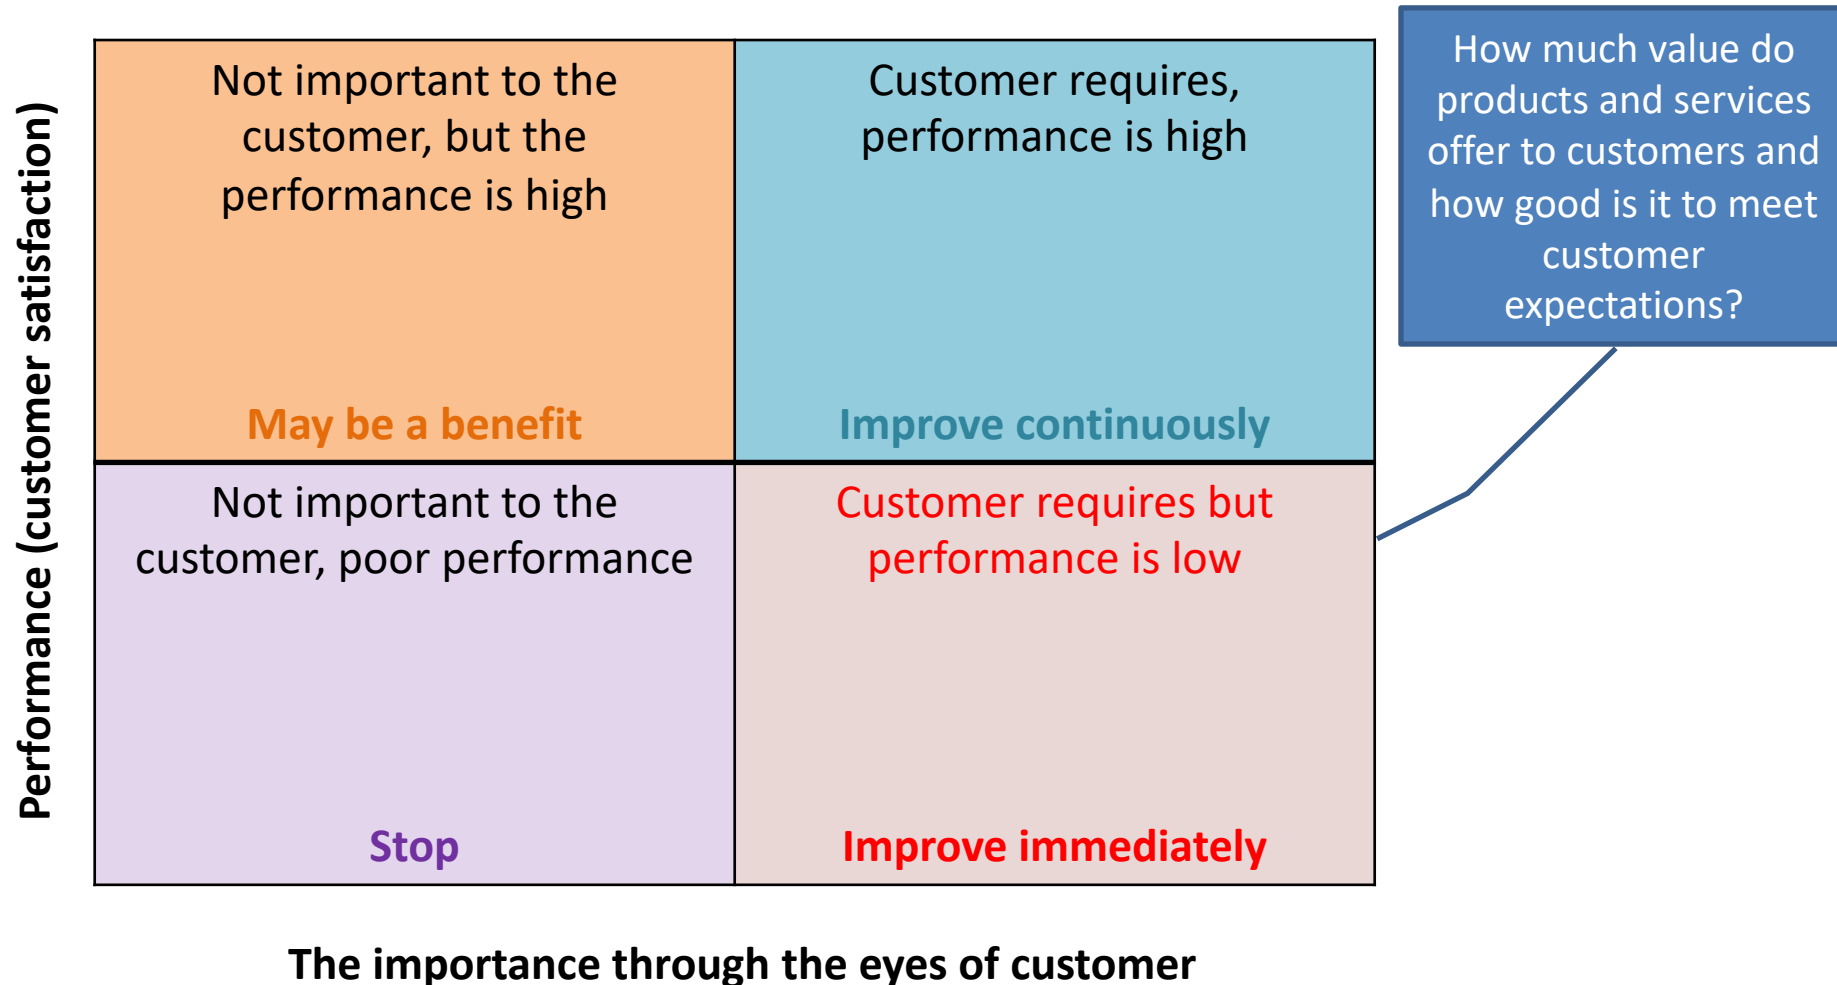 Performance (customer satisfaction)
Not important to the
customer, but the
performance is high
May be a benefit
Customer requires,
performance is high
Improve continuously
Not important to the
customer, poor performance
Stop
Customer requires but
performance is low
Improve immediately
The importance through the eyes of customer
How much value do
products and services
offer to customers and
how good is it to meet
customer
expectations?